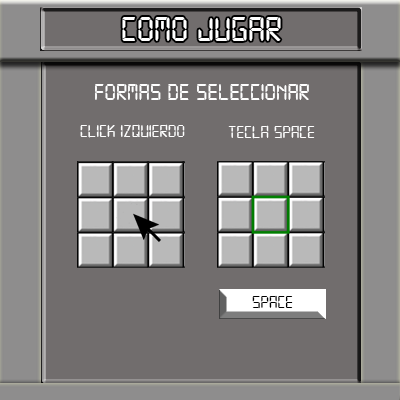 COMO JUGAR
FORMAS DE SELECCIONAR
CLICK IZQUIERDO
TECLA SPACE
SPACE